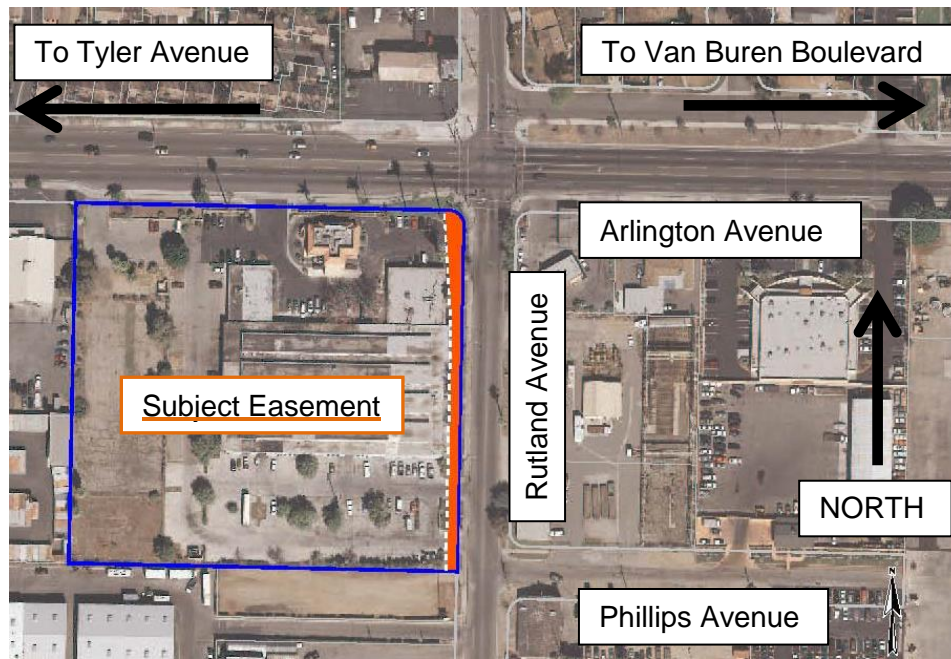 To Tyler Avenue
To Van Buren Boulevard
Arlington Avenue
Rutland Avenue
Subject Easement
NORTH
N
Phillips Avenue